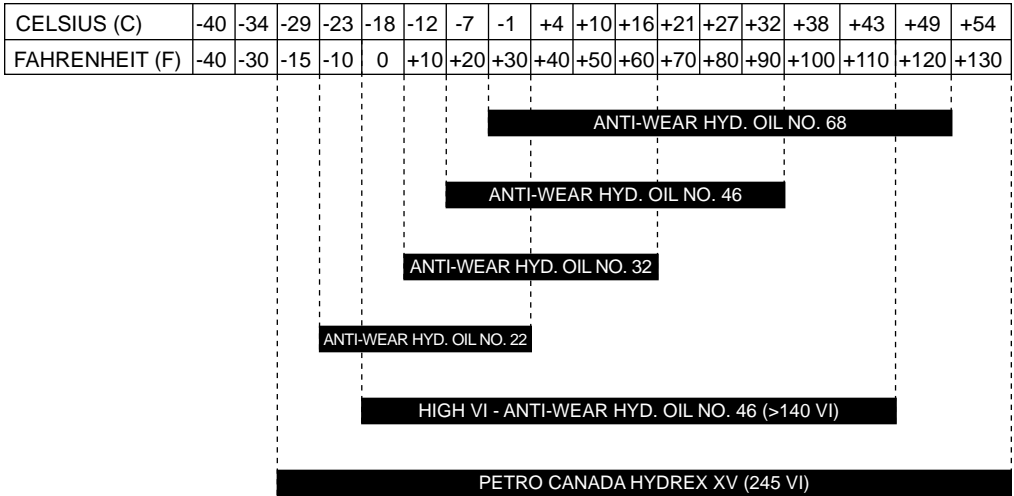 CELSIUS (C) -40 -34 -29 -23 -18 -12 -7 -1 +4 +10 +16 +21 +27 +32 +38 +43 +49 +54
FAHRENHEIT (F) -40 -30 -15 -10 0 +10 +20 +30 +40 +50 +60 +70 +80 +90 +100 +110 +120 +130
ANTI-WEAR HYD. OIL NO. 68
ANTI-WEAR HYD. OIL NO. 46
ANTI-WEAR HYD. OIL NO. 32
ANTI-WEAR HYD. OIL NO. 22
HIGH VI - ANTI-WEAR HYD. OIL NO. 46 (>140 VI)
PETRO CANADA HYDREX XV (245 VI)